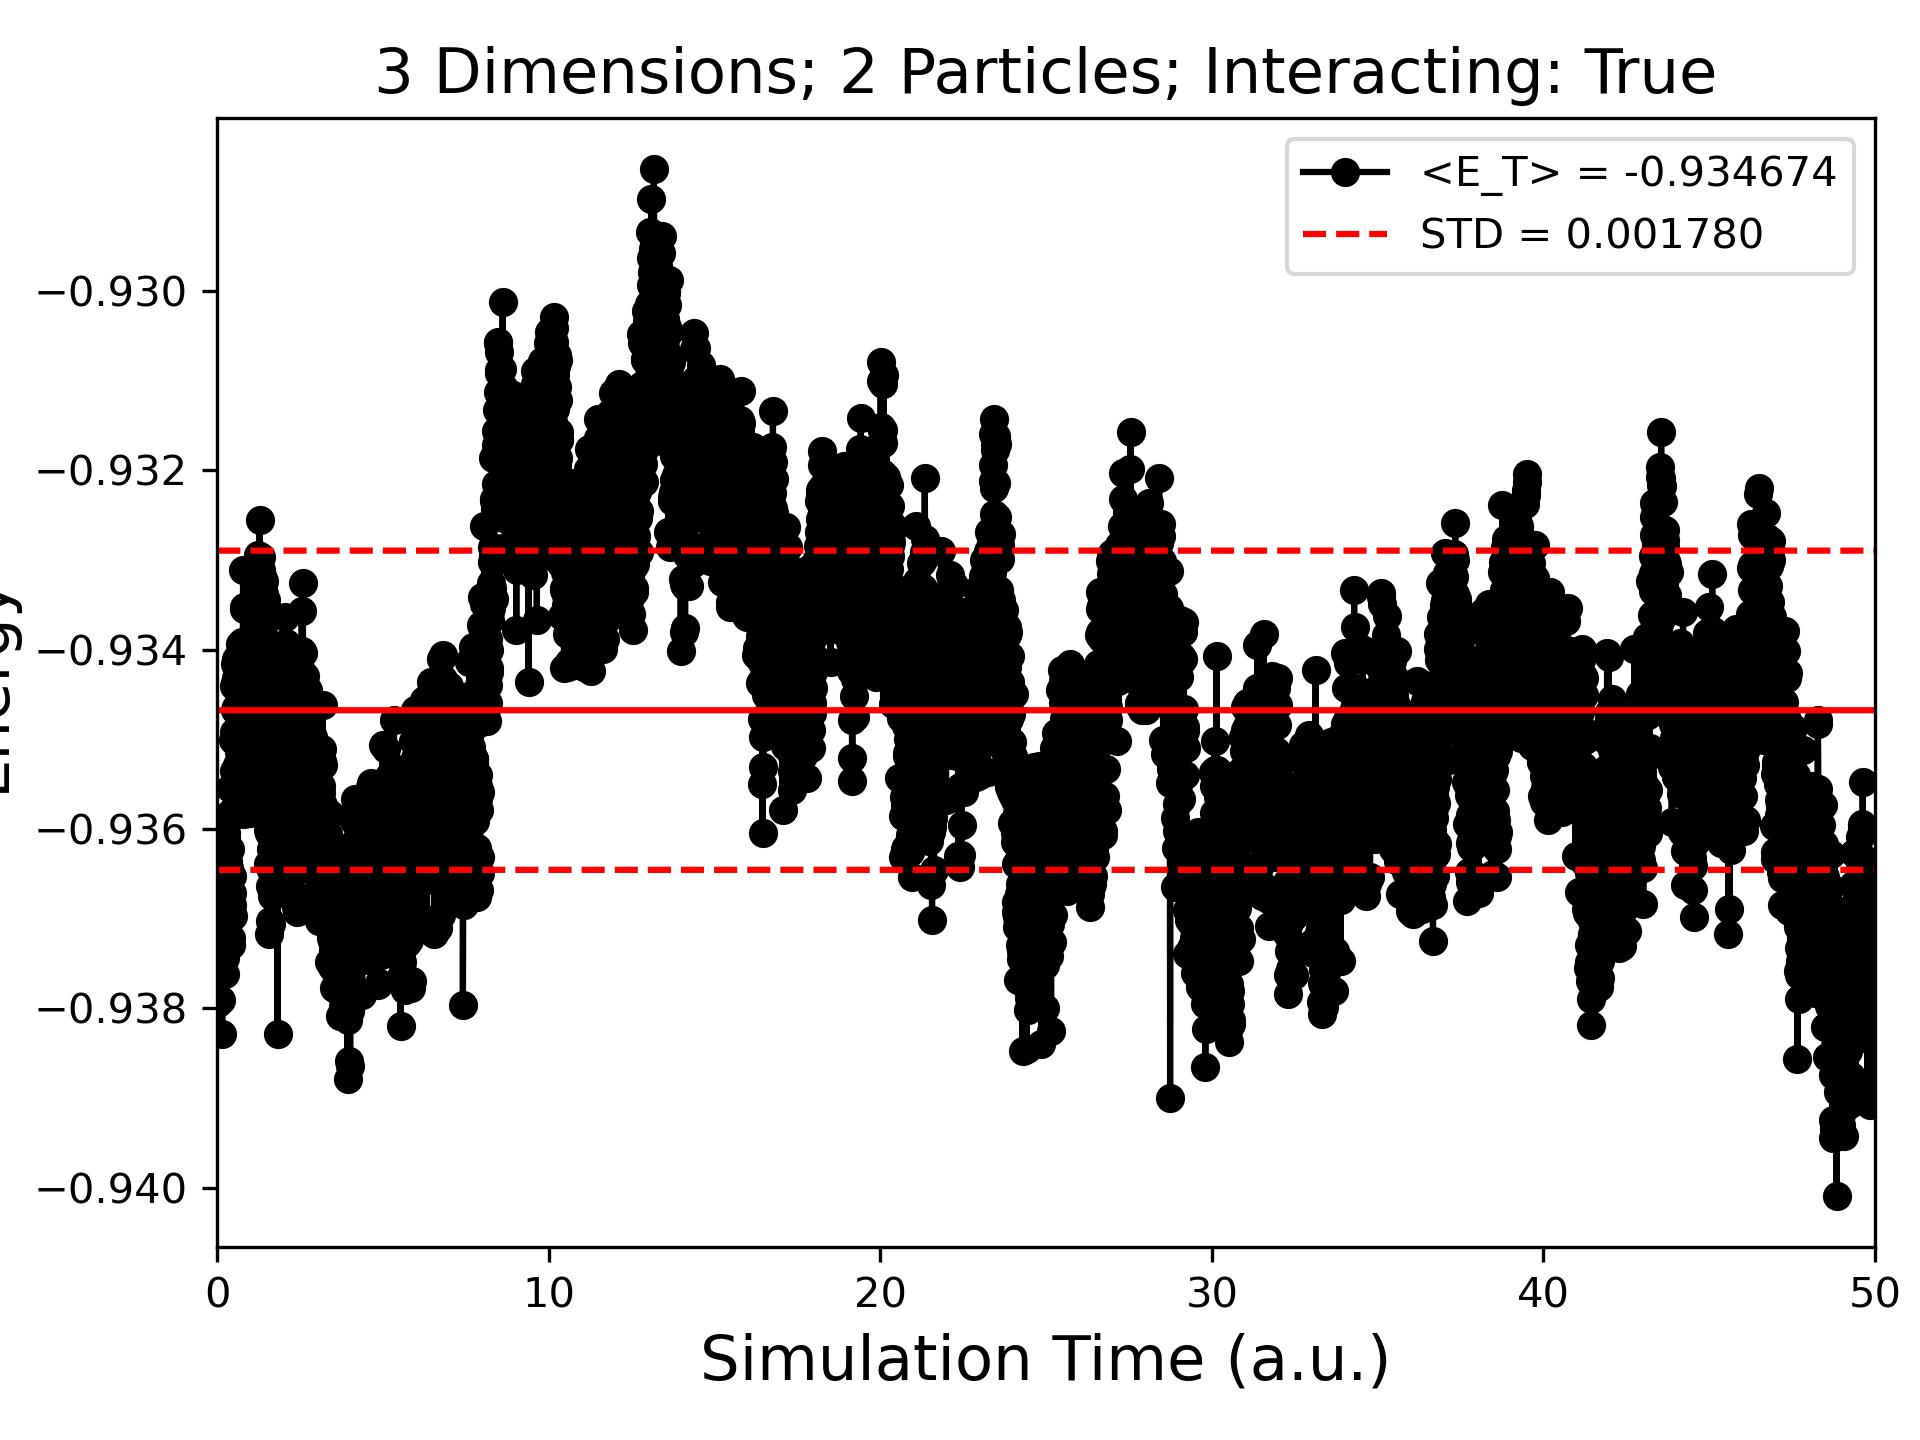 3 Dimensions; 2 Particles; Interacting: True
<E_T> = -0.934674
STD = 0.001780
Energy
−0.930
−0.932
−0.934
−0.936
−0.938
−0.940
0 10 20 30 40 50
Simulation Time (a.u.)